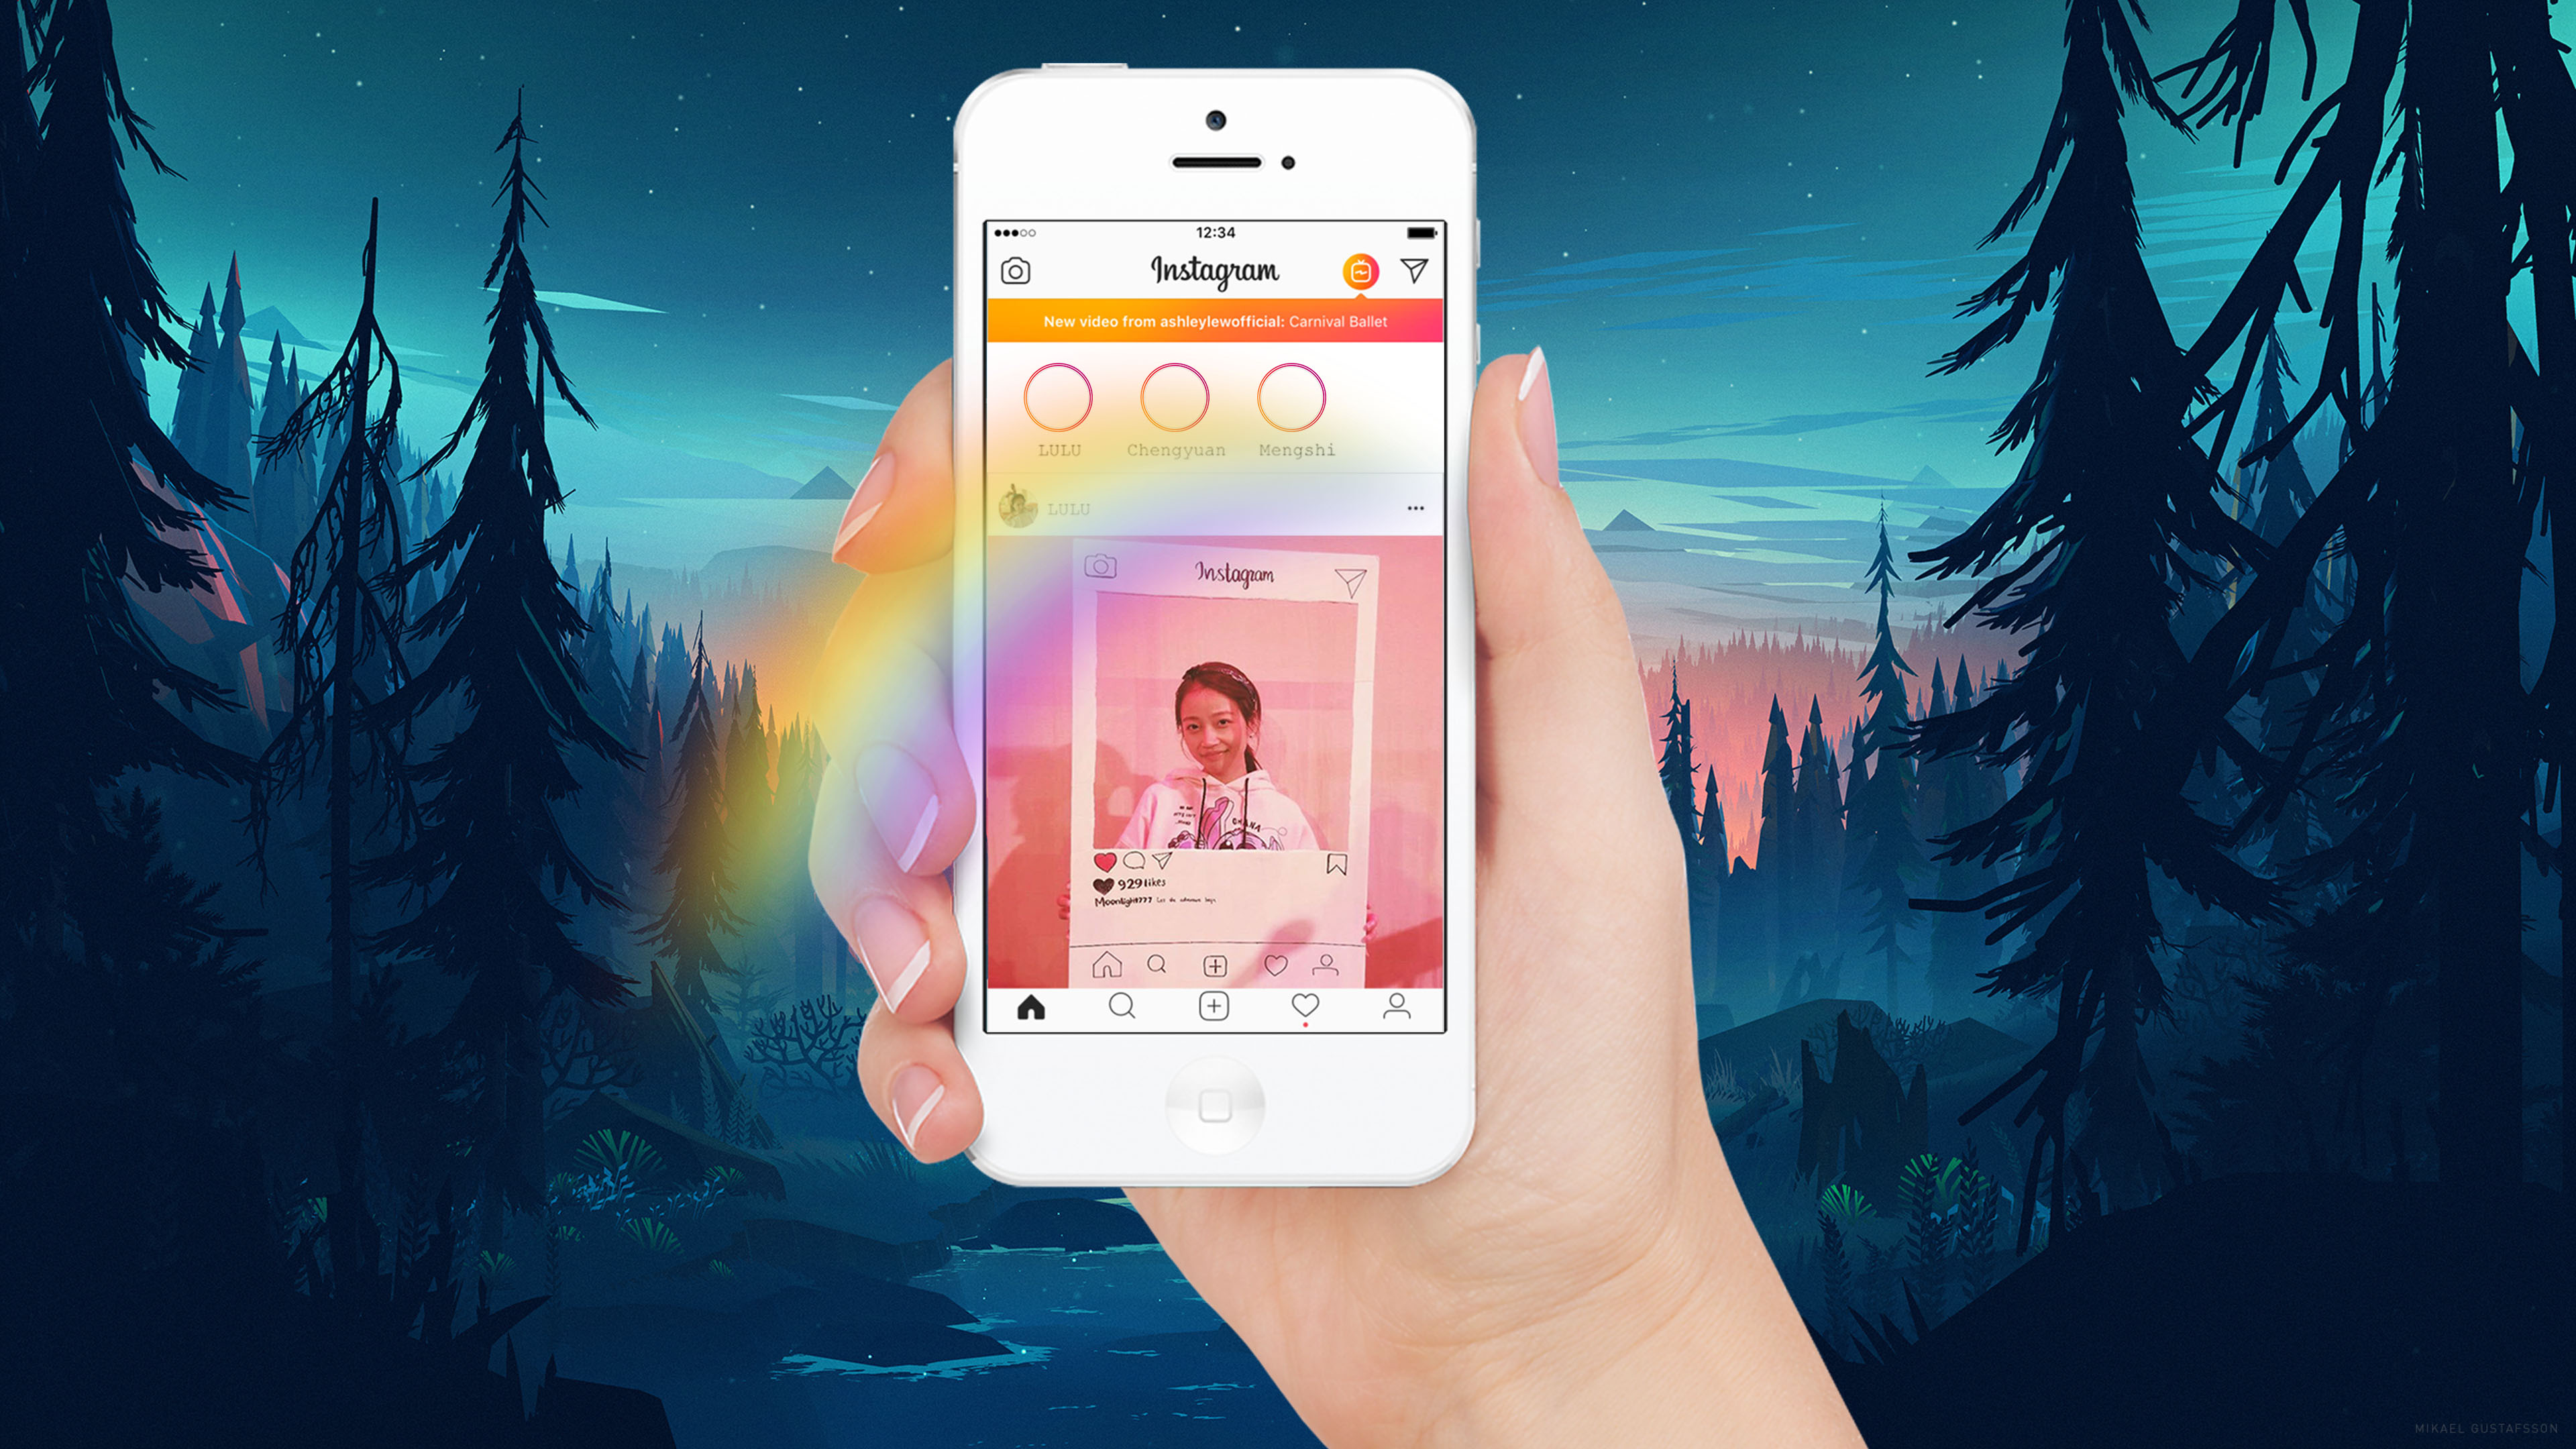 12:34
Instagram
New video from ashleylewofficial: Carnival Ballet
LULU Chengyuan Mengshi
LULU
Instagram
929 likes
Moonlight777
MIKAEL GUSTAFSSON